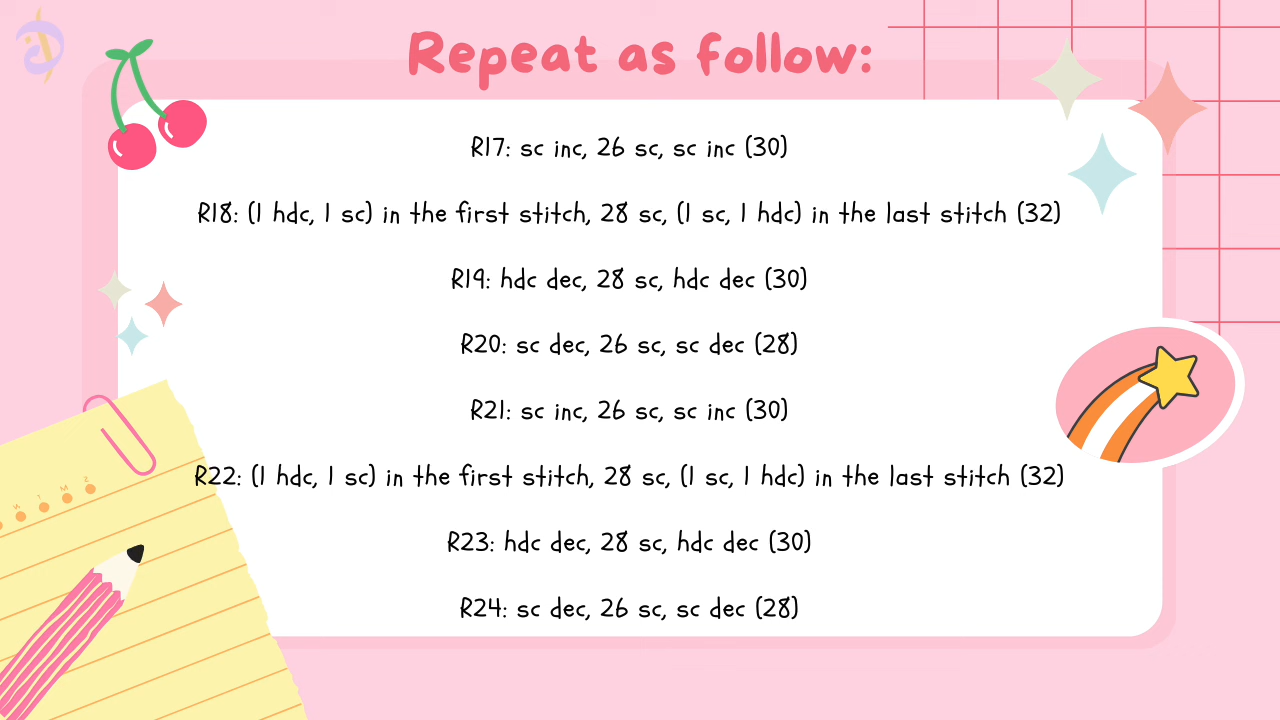 Repeat as follow:
R17: sc inc, 26 sc, sc inc (30)
R18: (1 hdc, 1 sc) in the first stitch, 28 sc, (1 sc, 1 hdc) in the last stitch (32)
R19: hdc dec, 28 sc, hdc dec (30)
R20: sc dec, 26 sc, sc dec (28)
R21: sc inc, 26 sc, sc inc (30)
R22: (1 hdc, 1 sc) in the first stitch, 28 sc, (1 sc, 1 hdc) in the last stitch (32)
R23: hdc dec, 28 sc, hdc dec (30)
R24: sc dec, 26 sc, sc dec (28)
W T M Z